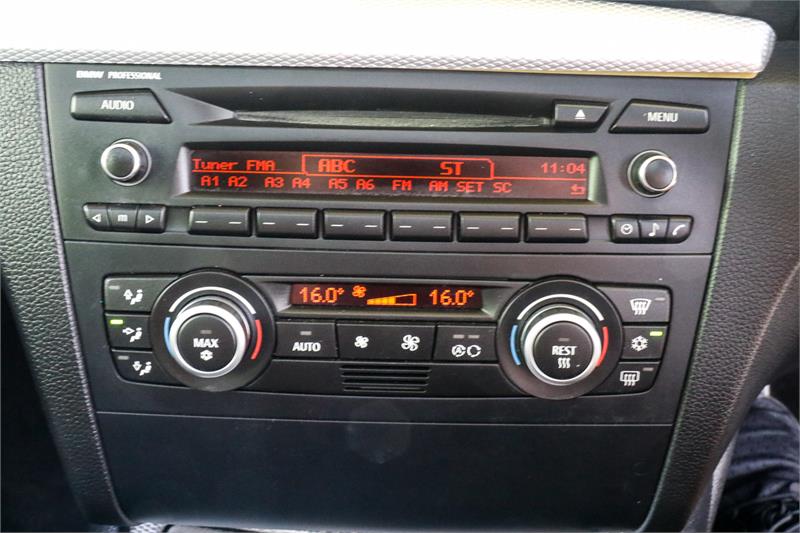 BMW PROFESSIONAL
AUDIO
MENU
Tuner FMA ABC ST 11:04
A1 A2 A3 A4 A5 A6 FM AM SET SC
m
16.0° 16.0°
MAX
AUTO
REST